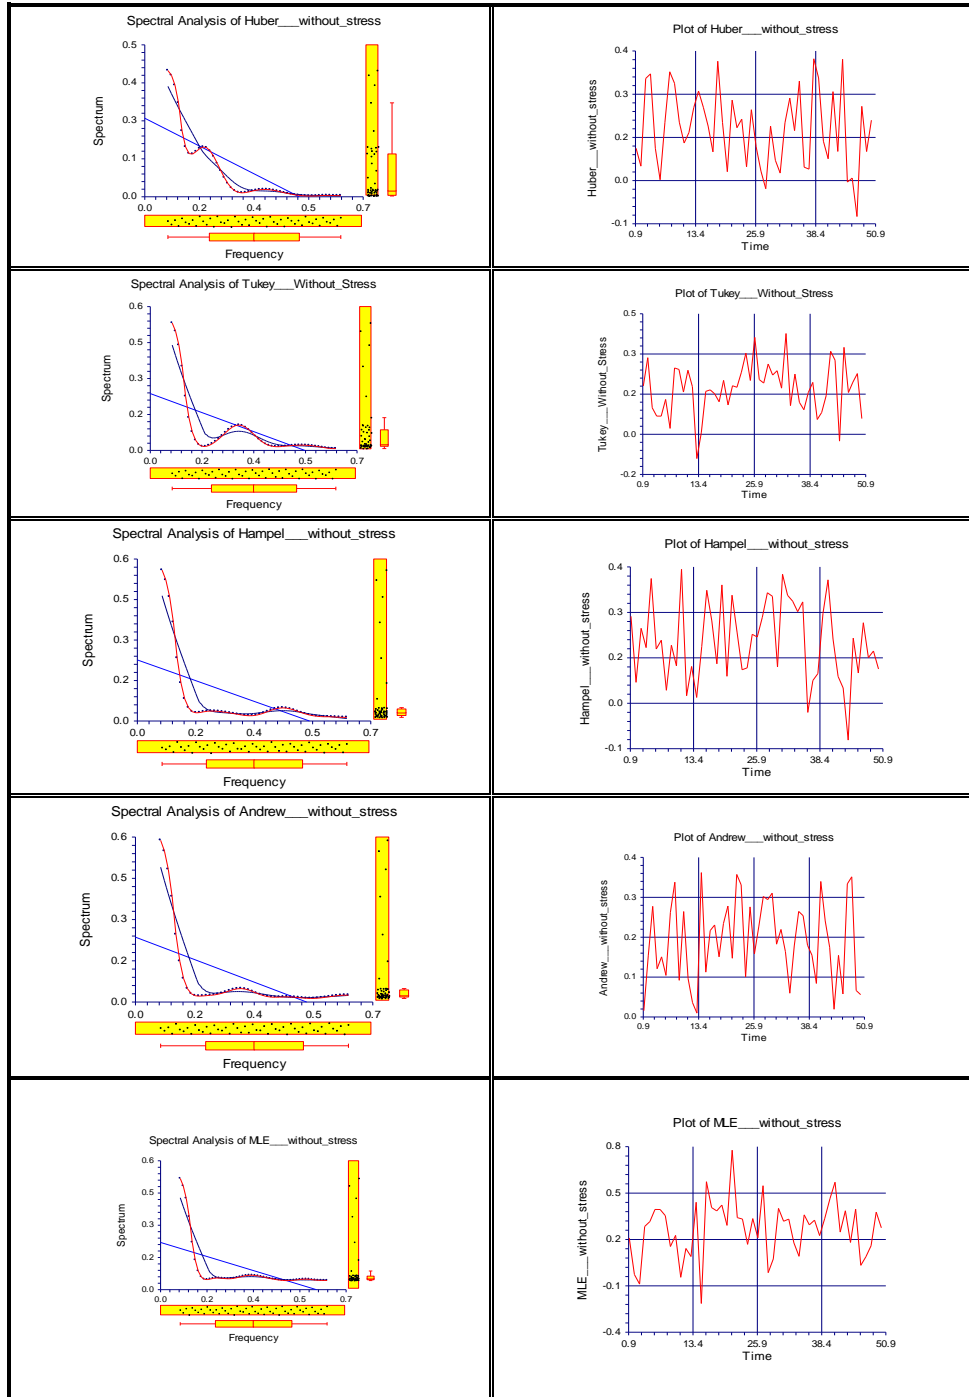 Spectral Analysis of Huber___without_stress
Spectrum
0.5
0.4
0.3
0.1
0.0
0.0 0.2 0.4 0.6 0.7
Frequency
Plot of Huber___without_stress
Huber___without_stress
0.4
0.3
0.2
0.0
-0.1
0.9 13.4 25.9 38.4 50.9
Time
Spectral Analysis of Tukey___Without_Stress
Spectrum
0.6
0.5
0.3
0.2
0.0
0.0 0.2 0.4 0.6 0.7
Frequency
Plot of Tukey___Without_Stress
Tukey___Without_Stress
0.5
0.3
0.2
0.0
-0.2
0.9 13.4 25.9 38.4 50.9
Time
Spectral Analysis of Hampel___without_stress
Spectrum
0.6
0.5
0.3
0.2
0.0
0.0 0.2 0.4 0.6 0.7
Frequency
Plot of Hampel___without_stress
Hampel___without_stress
0.4
0.3
0.2
0.0
-0.1
0.9 13.4 25.9 38.4 50.9
Time
Spectral Analysis of Andrew___without_stress
Spectrum
0.6
0.5
0.3
0.2
0.0
0.0 0.2 0.4 0.6 0.7
Frequency
Plot of Andrew___without_stress
Andrew___without_stress
0.4
0.3
0.2
0.1
0.0
0.9 13.4 25.9 38.4 50.9
Time
Spectral Analysis of MLE___without_stress
Spectrum
0.6
0.5
0.3
0.2
0.0
0.0 0.2 0.4 0.6 0.7
Frequency
Plot of MLE___without_stress
MLE___without_stress
0.8
0.5
0.2
-0.1
-0.4
0.9 13.4 25.9 38.4 50.9
Time